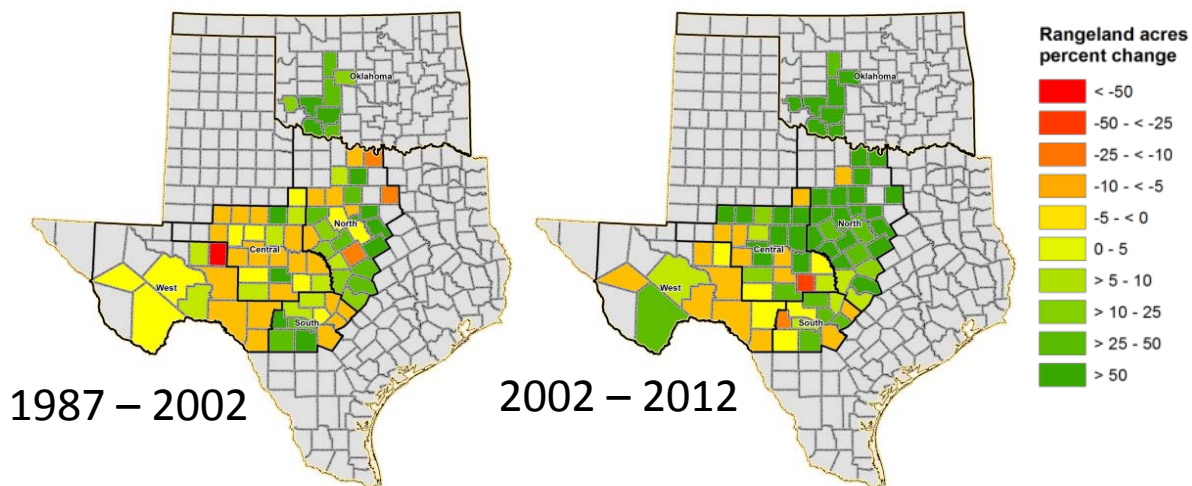 Oklahoma
North
Central
West
South
1987 – 2002
Oklahoma
North
Central
West
South
2002 – 2012
Rangeland acres
percent change
< -50
-50 - < -25
-25 - < -10
-10 - < -5
-5 - < 0
0 - 5
> 5 - 10
> 10 - 25
> 25 - 50
> 50